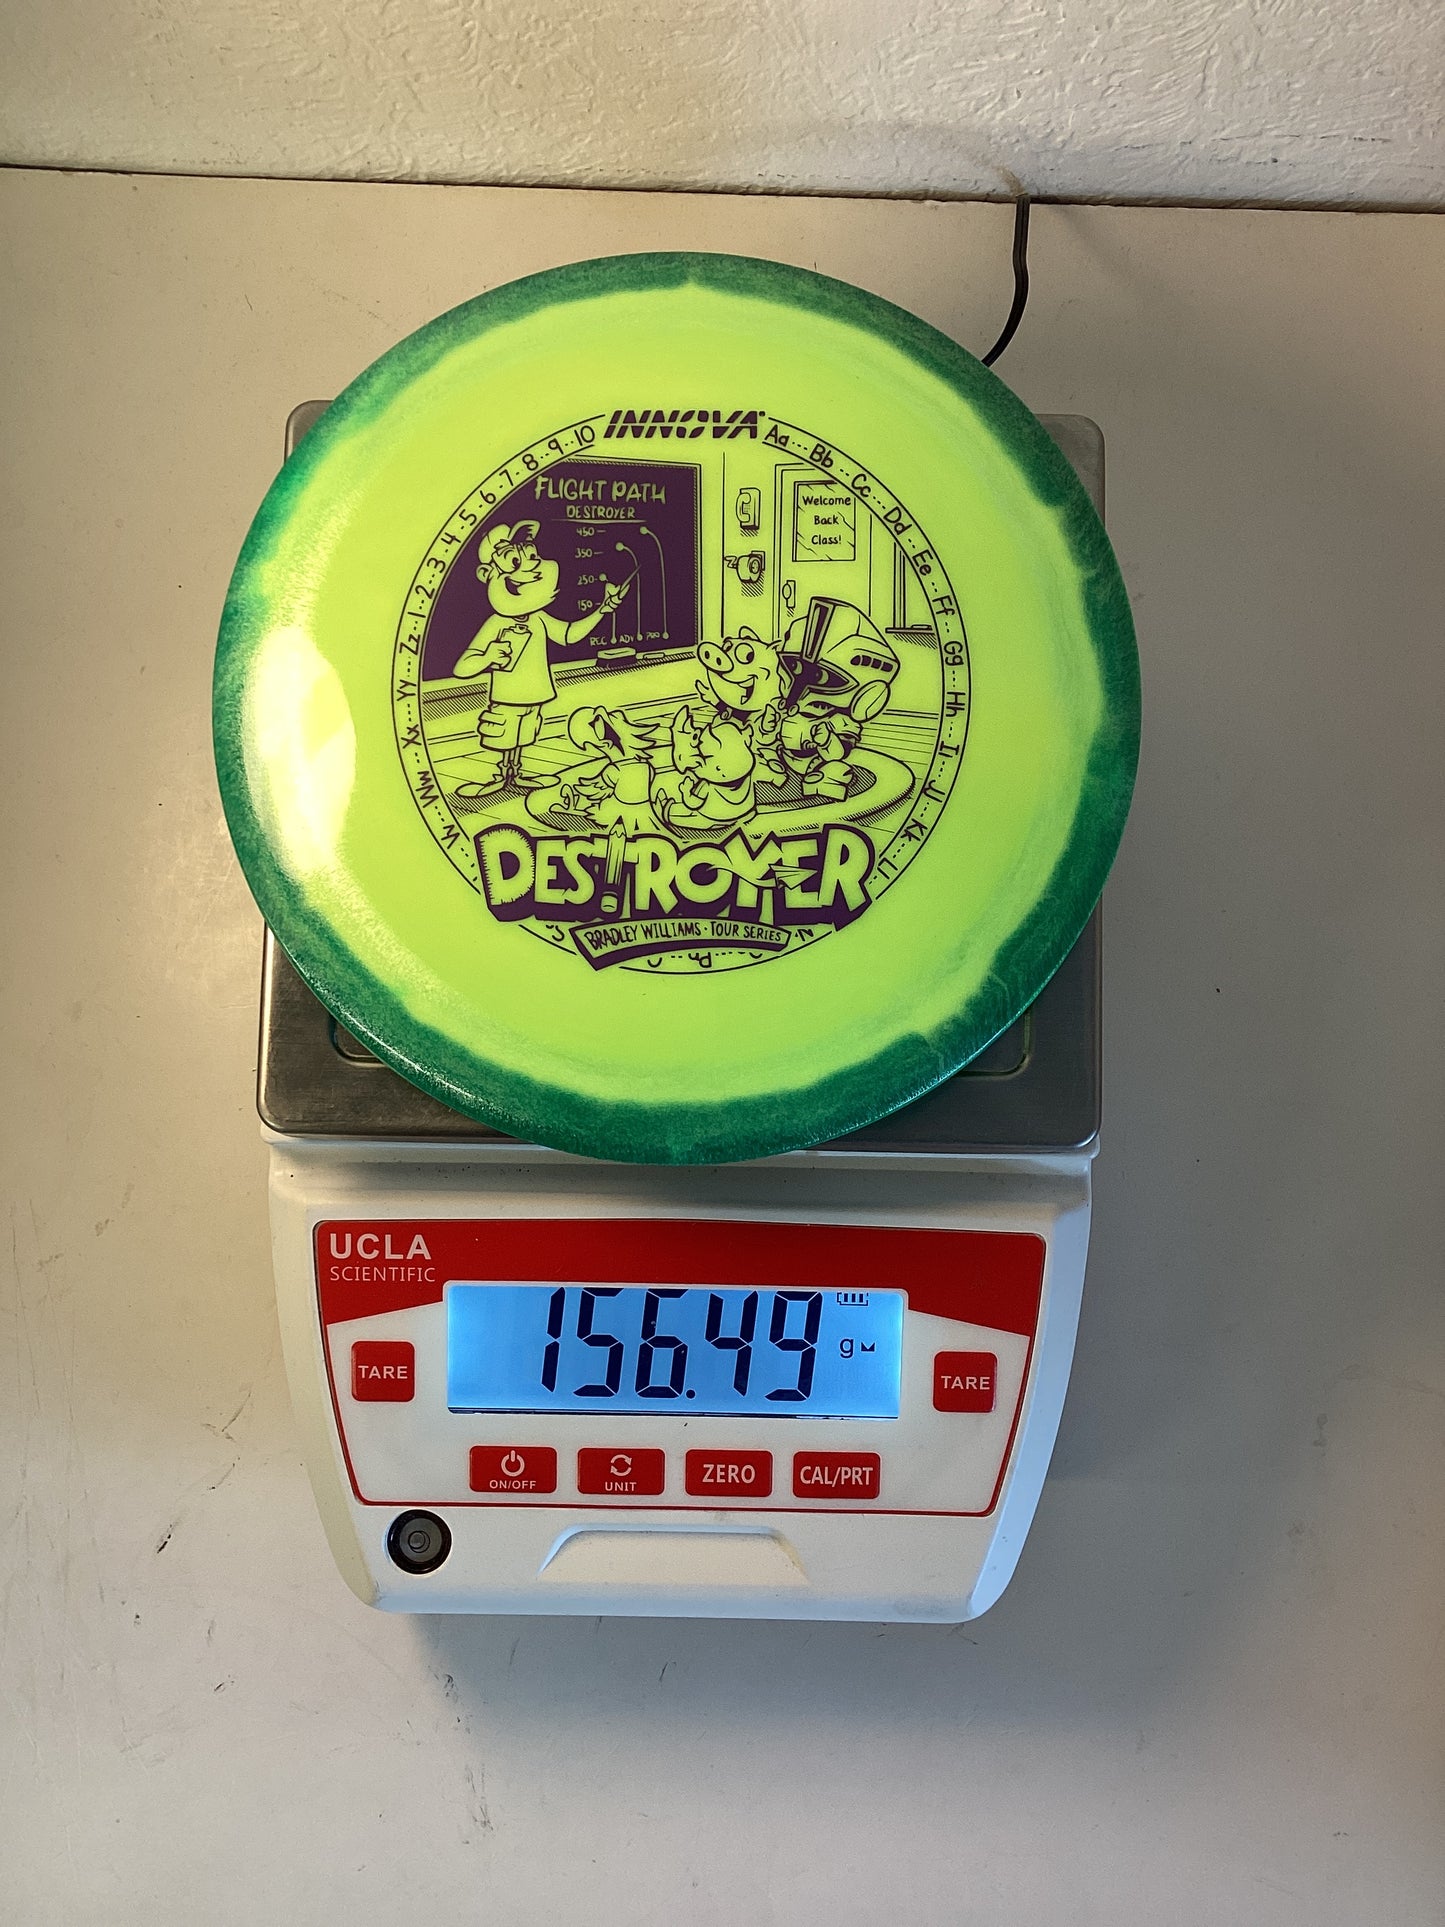 INNOVA
Aa Bb Cc Dd Ee Ff Gg Hh Ii Jj Kk Ll
Vv Ww Xx Yy Zz 1 2 3 4 5 6 7 8 9 10
FLIGHT PATH
DESTROYER
450
350
250
150
REC ADV PRO
Welcome
Back
Class!
DESTROYER
BRADLEY WILLIAMS · TOUR SERIES
UCLA
SCIENTIFIC
156.49 g
TARE
TARE
ON/OFF
UNIT
ZERO
CAL/PRT